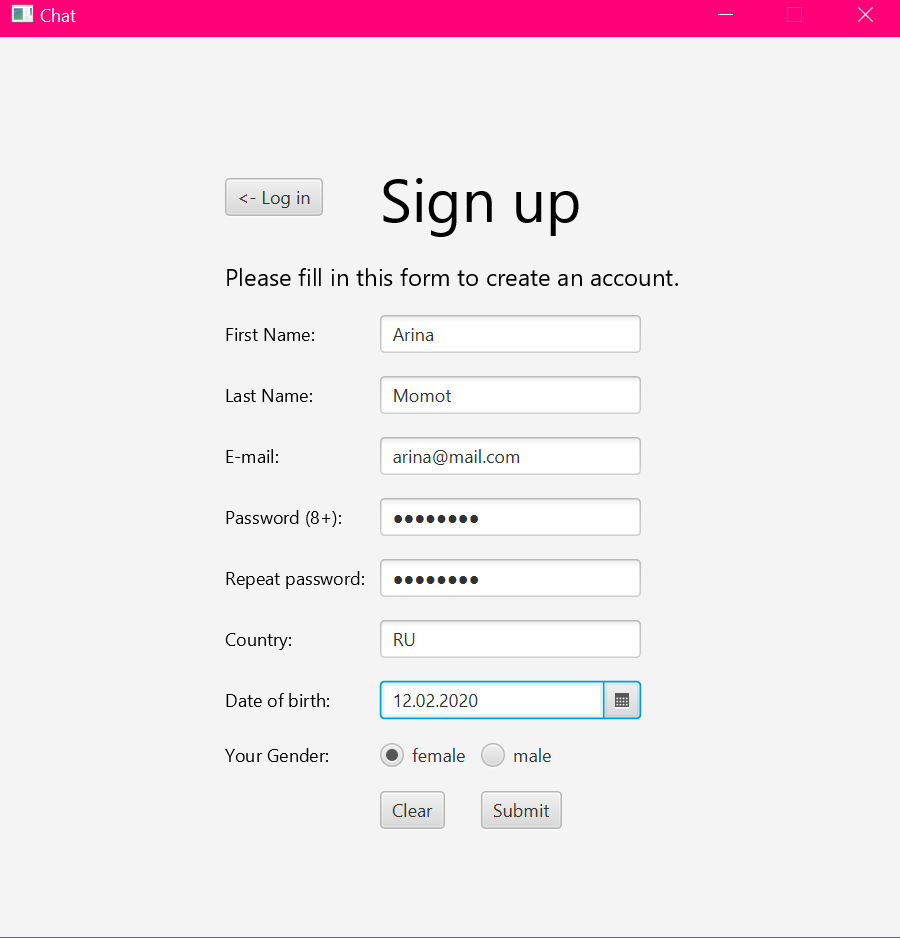 Chat
<- Log in
Sign up
Please fill in this form to create an account.
First Name: Arina
Last Name: Momot
E-mail: arina@mail.com
Password (8+): ●●●●●●●●
Repeat password: ●●●●●●●●
Country: RU
Date of birth: 12.02.2020
Your Gender: female male
Clear Submit